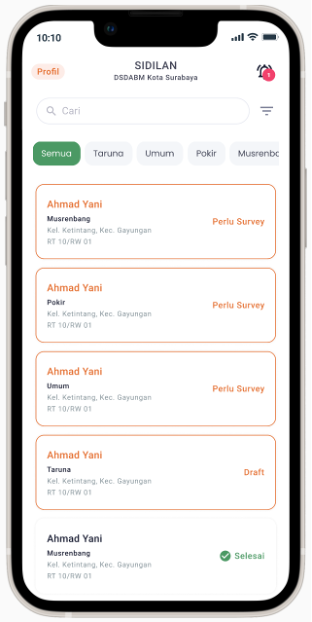 10:10
Profil
SIDILAN
DSDABM Kota Surabaya
1
Cari
Semua
Taruna
Umum
Pokir
Musrenbc
Ahmad Yani
Musrenbang
Perlu Survey
Kel. Ketintang, Kec. Gayungan
RT 10/RW 01
Ahmad Yani
Pokir
Perlu Survey
Kel. Ketintang, Kec. Gayungan
RT 10/RW 01
Ahmad Yani
Umum
Perlu Survey
Kel. Ketintang, Kec. Gayungan
RT 10/RW 01
Ahmad Yani
Taruna
Draft
Kel. Ketintang, Kec. Gayungan
RT 10/RW 01
Ahmad Yani
Musrenbang
Selesai
Kel. Ketintang, Kec. Gayungan
RT 10/RW 01